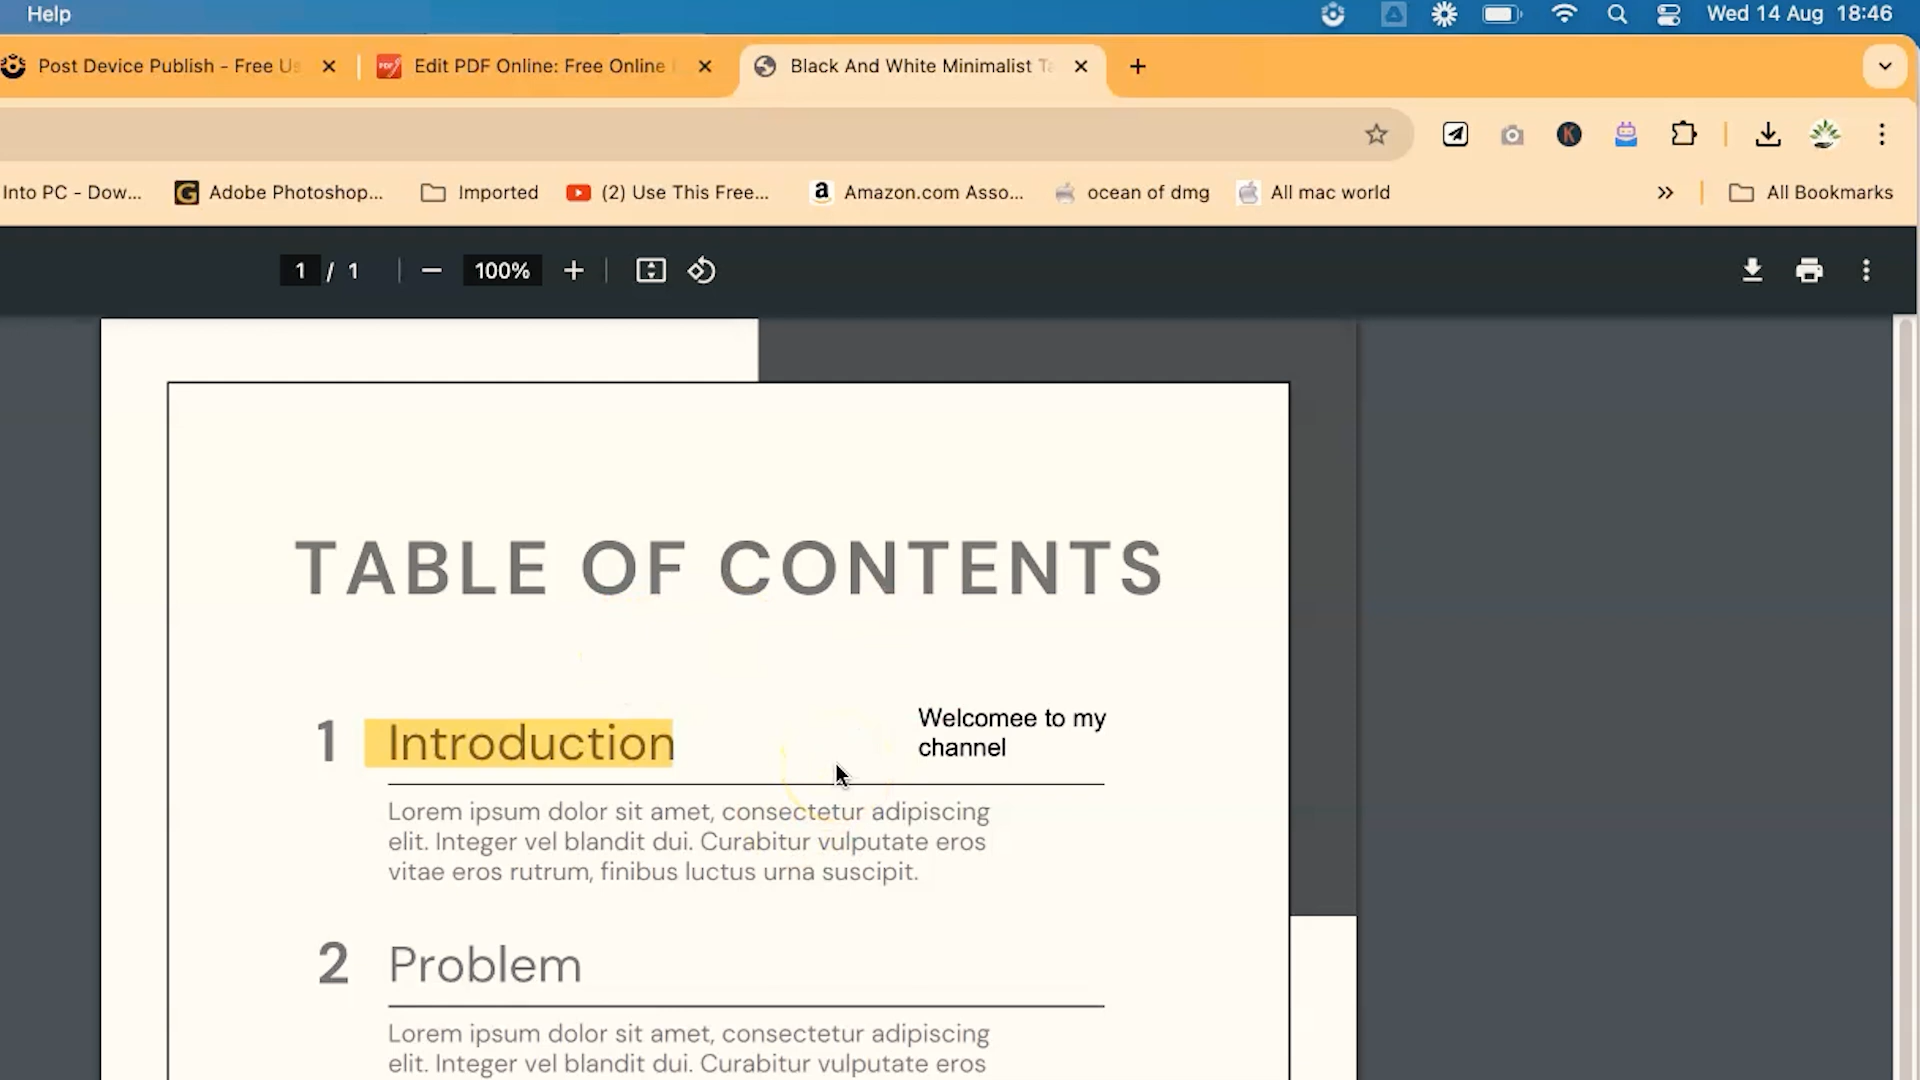 Help
Wed 14 Aug 18:46
Post Device Publish - Free Us
Edit PDF Online: Free Online
Black And White Minimalist Ta
Into PC - Dow...
Adobe Photoshop...
Imported
(2) Use This Free...
Amazon.com Asso...
ocean of dmg
All mac world
All Bookmarks
1 / 1
100%
TABLE OF CONTENTS
1 Introduction
Welcomee to my
channel
Lorem ipsum dolor sit amet, consectetur adipiscing
elit. Integer vel blandit dui. Curabitur vulputate eros
vitae eros rutrum, finibus luctus urna suscipit.
2 Problem
Lorem ipsum dolor sit amet, consectetur adipiscing
elit. Integer vel blandit dui. Curabitur vulputate eros